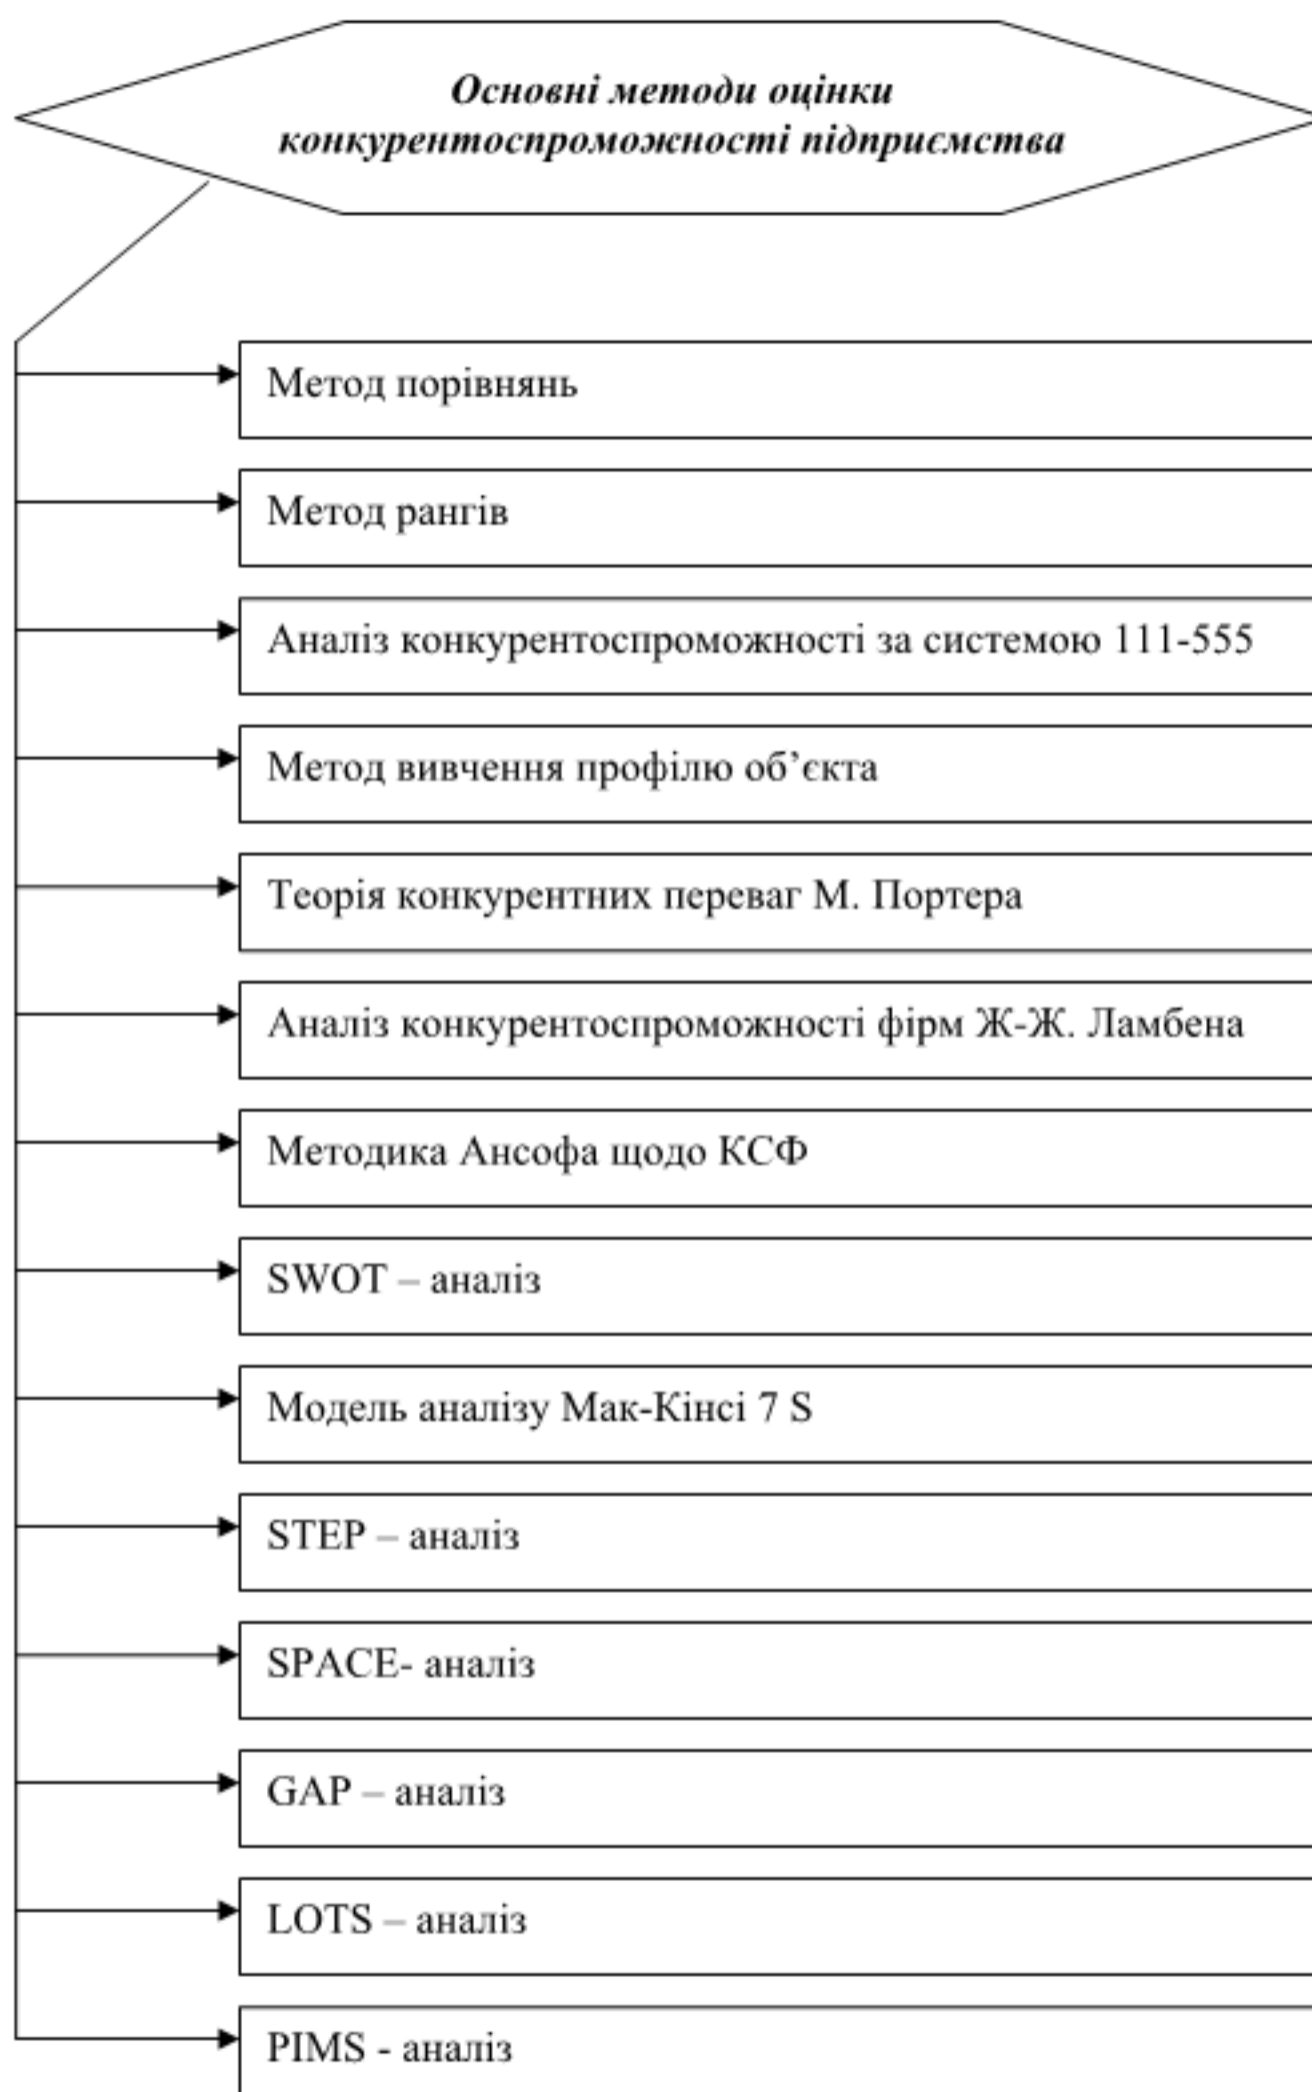 Основні методи оцінки
конкурентоспроможності підприємства
Метод порівнянь
Метод рангів
Аналіз конкурентоспроможності за системою 111-555
Метод вивчення профілю об’єкта
Теорія конкурентних переваг М. Портера
Аналіз конкурентоспроможності фірм Ж-Ж. Ламбена
Методика Ансофа щодо КСФ
SWOT – аналіз
Модель аналізу Мак-Кінсі 7 S
STEP – аналіз
SPACE- аналіз
GAP – аналіз
LOTS – аналіз
PIMS - аналіз